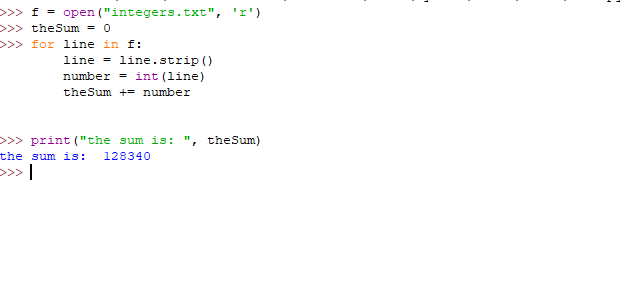 >>> f = open("integers.txt", 'r')
>>> theSum = 0
>>> for line in f:
        line = line.strip()
        number = int(line)
        theSum += number
>>> print("the sum is: ", theSum)
the sum is:  128340
>>>